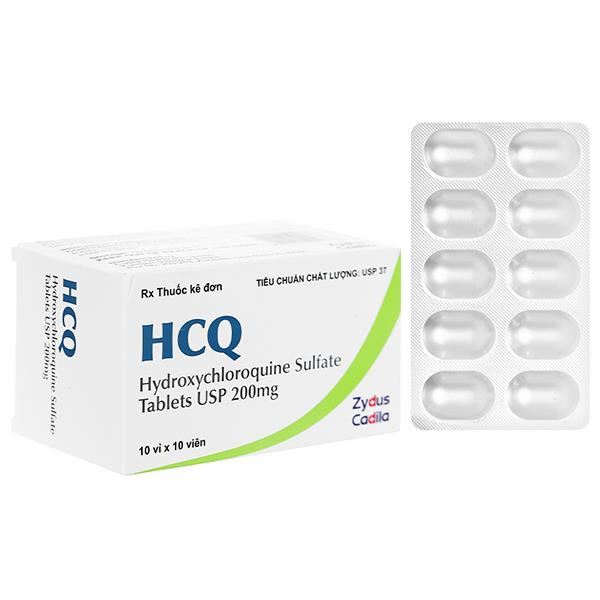 Rx Thuốc kê đơn
TIÊU CHUẨN CHẤT LƯỢNG: USP 37
HCQ
Hydroxychloroquine Sulfate
Tablets USP 200mg
10 vỉ x 10 viên
Zydus
Cadila
HCQ
Hydroxychloroquine Sulfate
Tablets USP 200mg